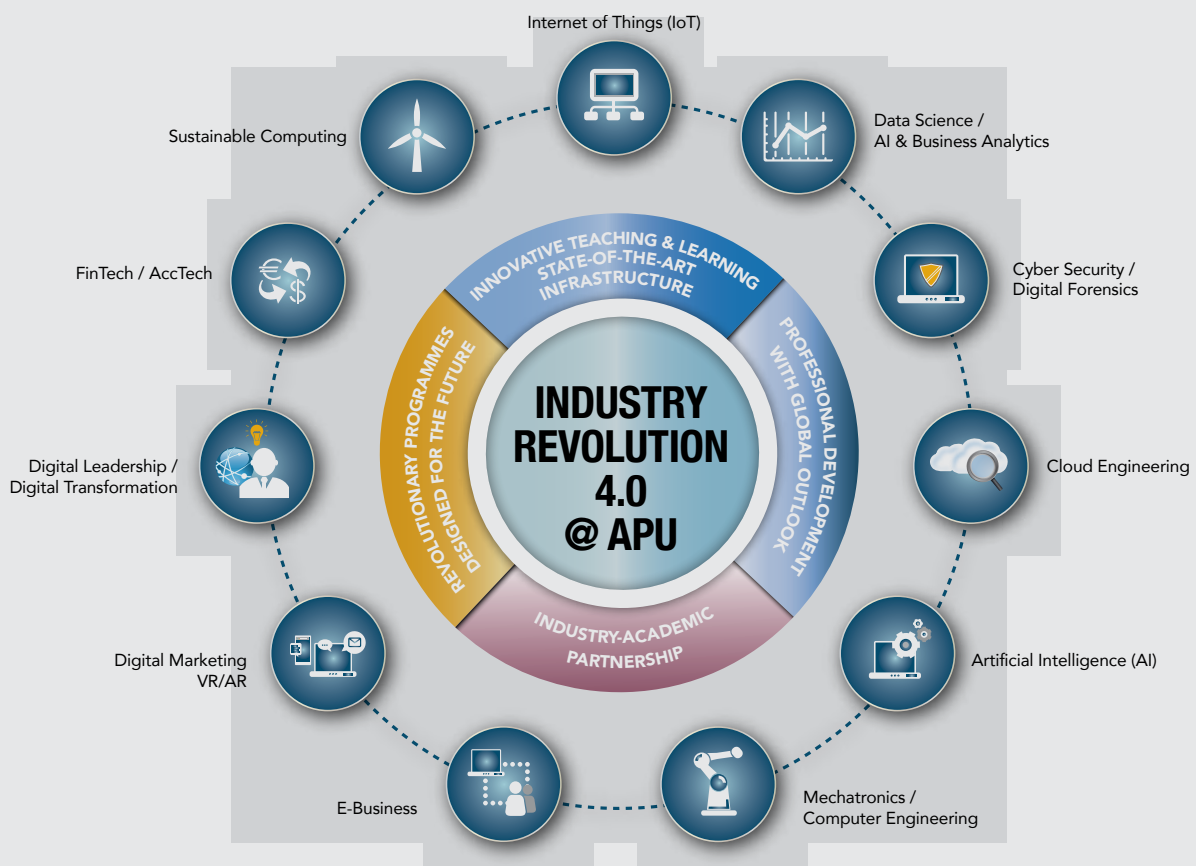 Internet of Things (IoT)
Data Science /
AI & Business Analytics
Cyber Security /
Digital Forensics
Cloud Engineering
Artificial Intelligence (AI)
Mechatronics /
Computer Engineering
E-Business
Digital Marketing
VR/AR
Digital Leadership /
Digital Transformation
FinTech / AccTech
€
$
Sustainable Computing
INNOVATIVE TEACHING & LEARNING
STATE-OF-THE-ART
INFRASTRUCTURE
PROFESSIONAL DEVELOPMENT
WITH GLOBAL OUTLOOK
INDUSTRY-ACADEMIC
PARTNERSHIP
REVOLUTIONARY PROGRAMMES
DESIGNED FOR THE FUTURE
INDUSTRY
REVOLUTION
4.0
@ APU